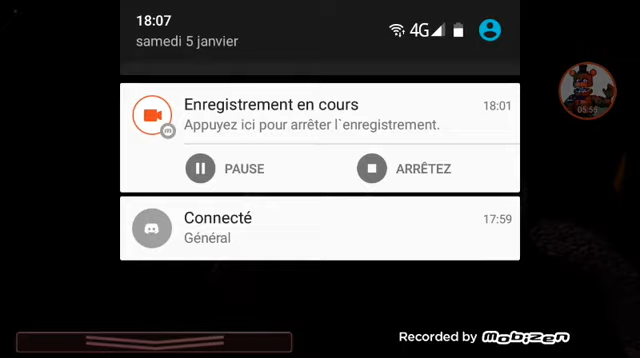 18:07
4G
samedi 5 janvier
Enregistrement en cours
18:01
Appuyez ici pour arrêter l`enregistrement.
PAUSE
ARRÊTEZ
Connecté
17:59
Général
05:55
Recorded by Mobizen